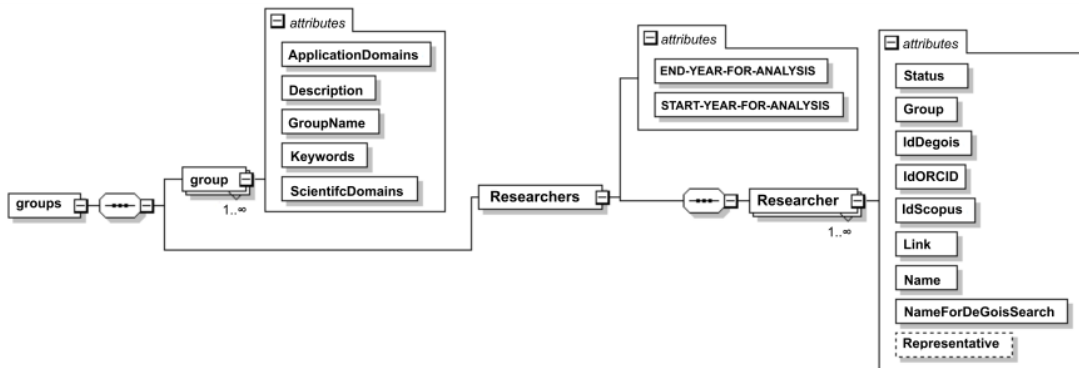 attributes
ApplicationDomains
Description
GroupName
Keywords
ScientifcDomains
groups
group
1..∞
attributes
END-YEAR-FOR-ANALYSIS
START-YEAR-FOR-ANALYSIS
Researchers
Researcher
1..∞
attributes
Status
Group
IdDegois
IdORCID
IdScopus
Link
Name
NameForDeGoisSearch
Representative